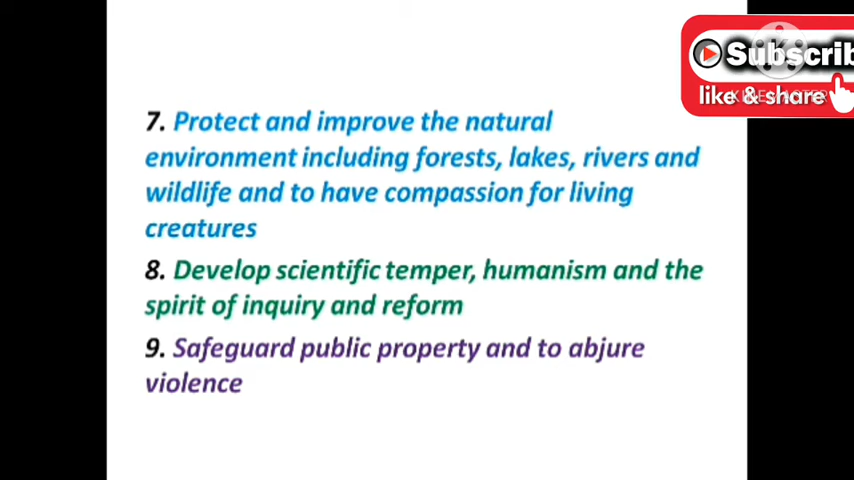 Subscrib
like & share
7. Protect and improve the natural
environment including forests, lakes, rivers and
wildlife and to have compassion for living
creatures
8. Develop scientific temper, humanism and the
spirit of inquiry and reform
9. Safeguard public property and to abjure
violence